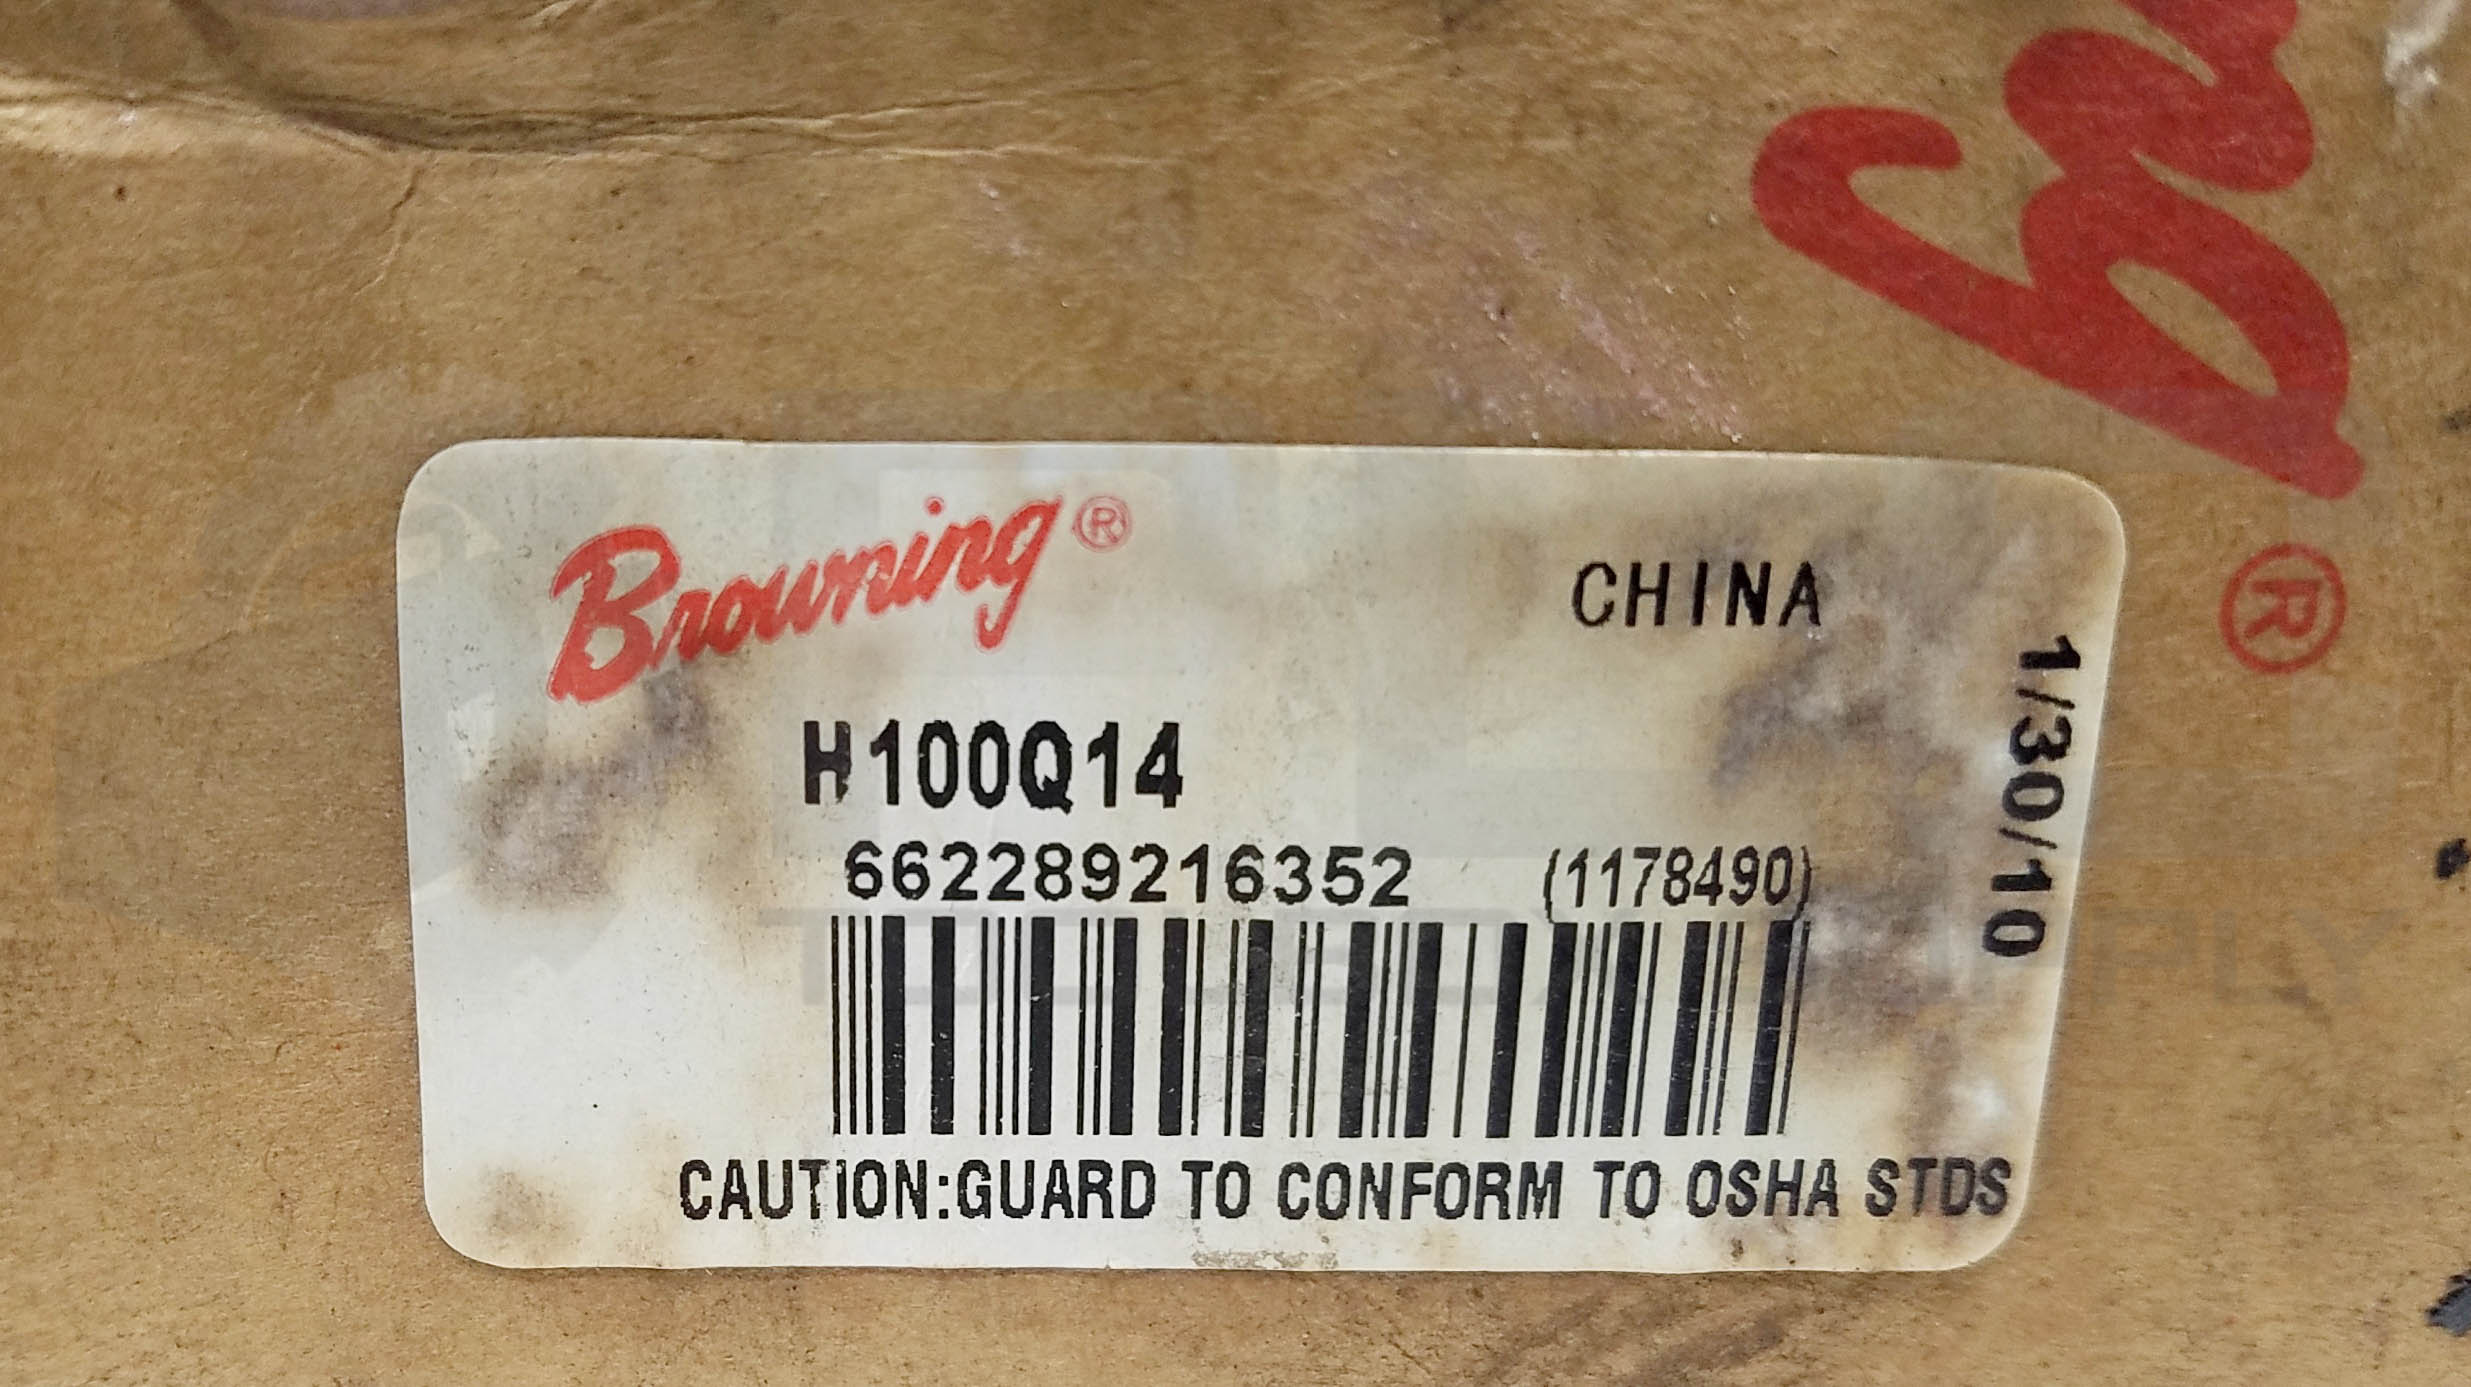 Browning®
CHINA
H100Q14
662289216352 (1178490)
1/30/10
CAUTION:GUARD TO CONFORM TO OSHA STDS
®